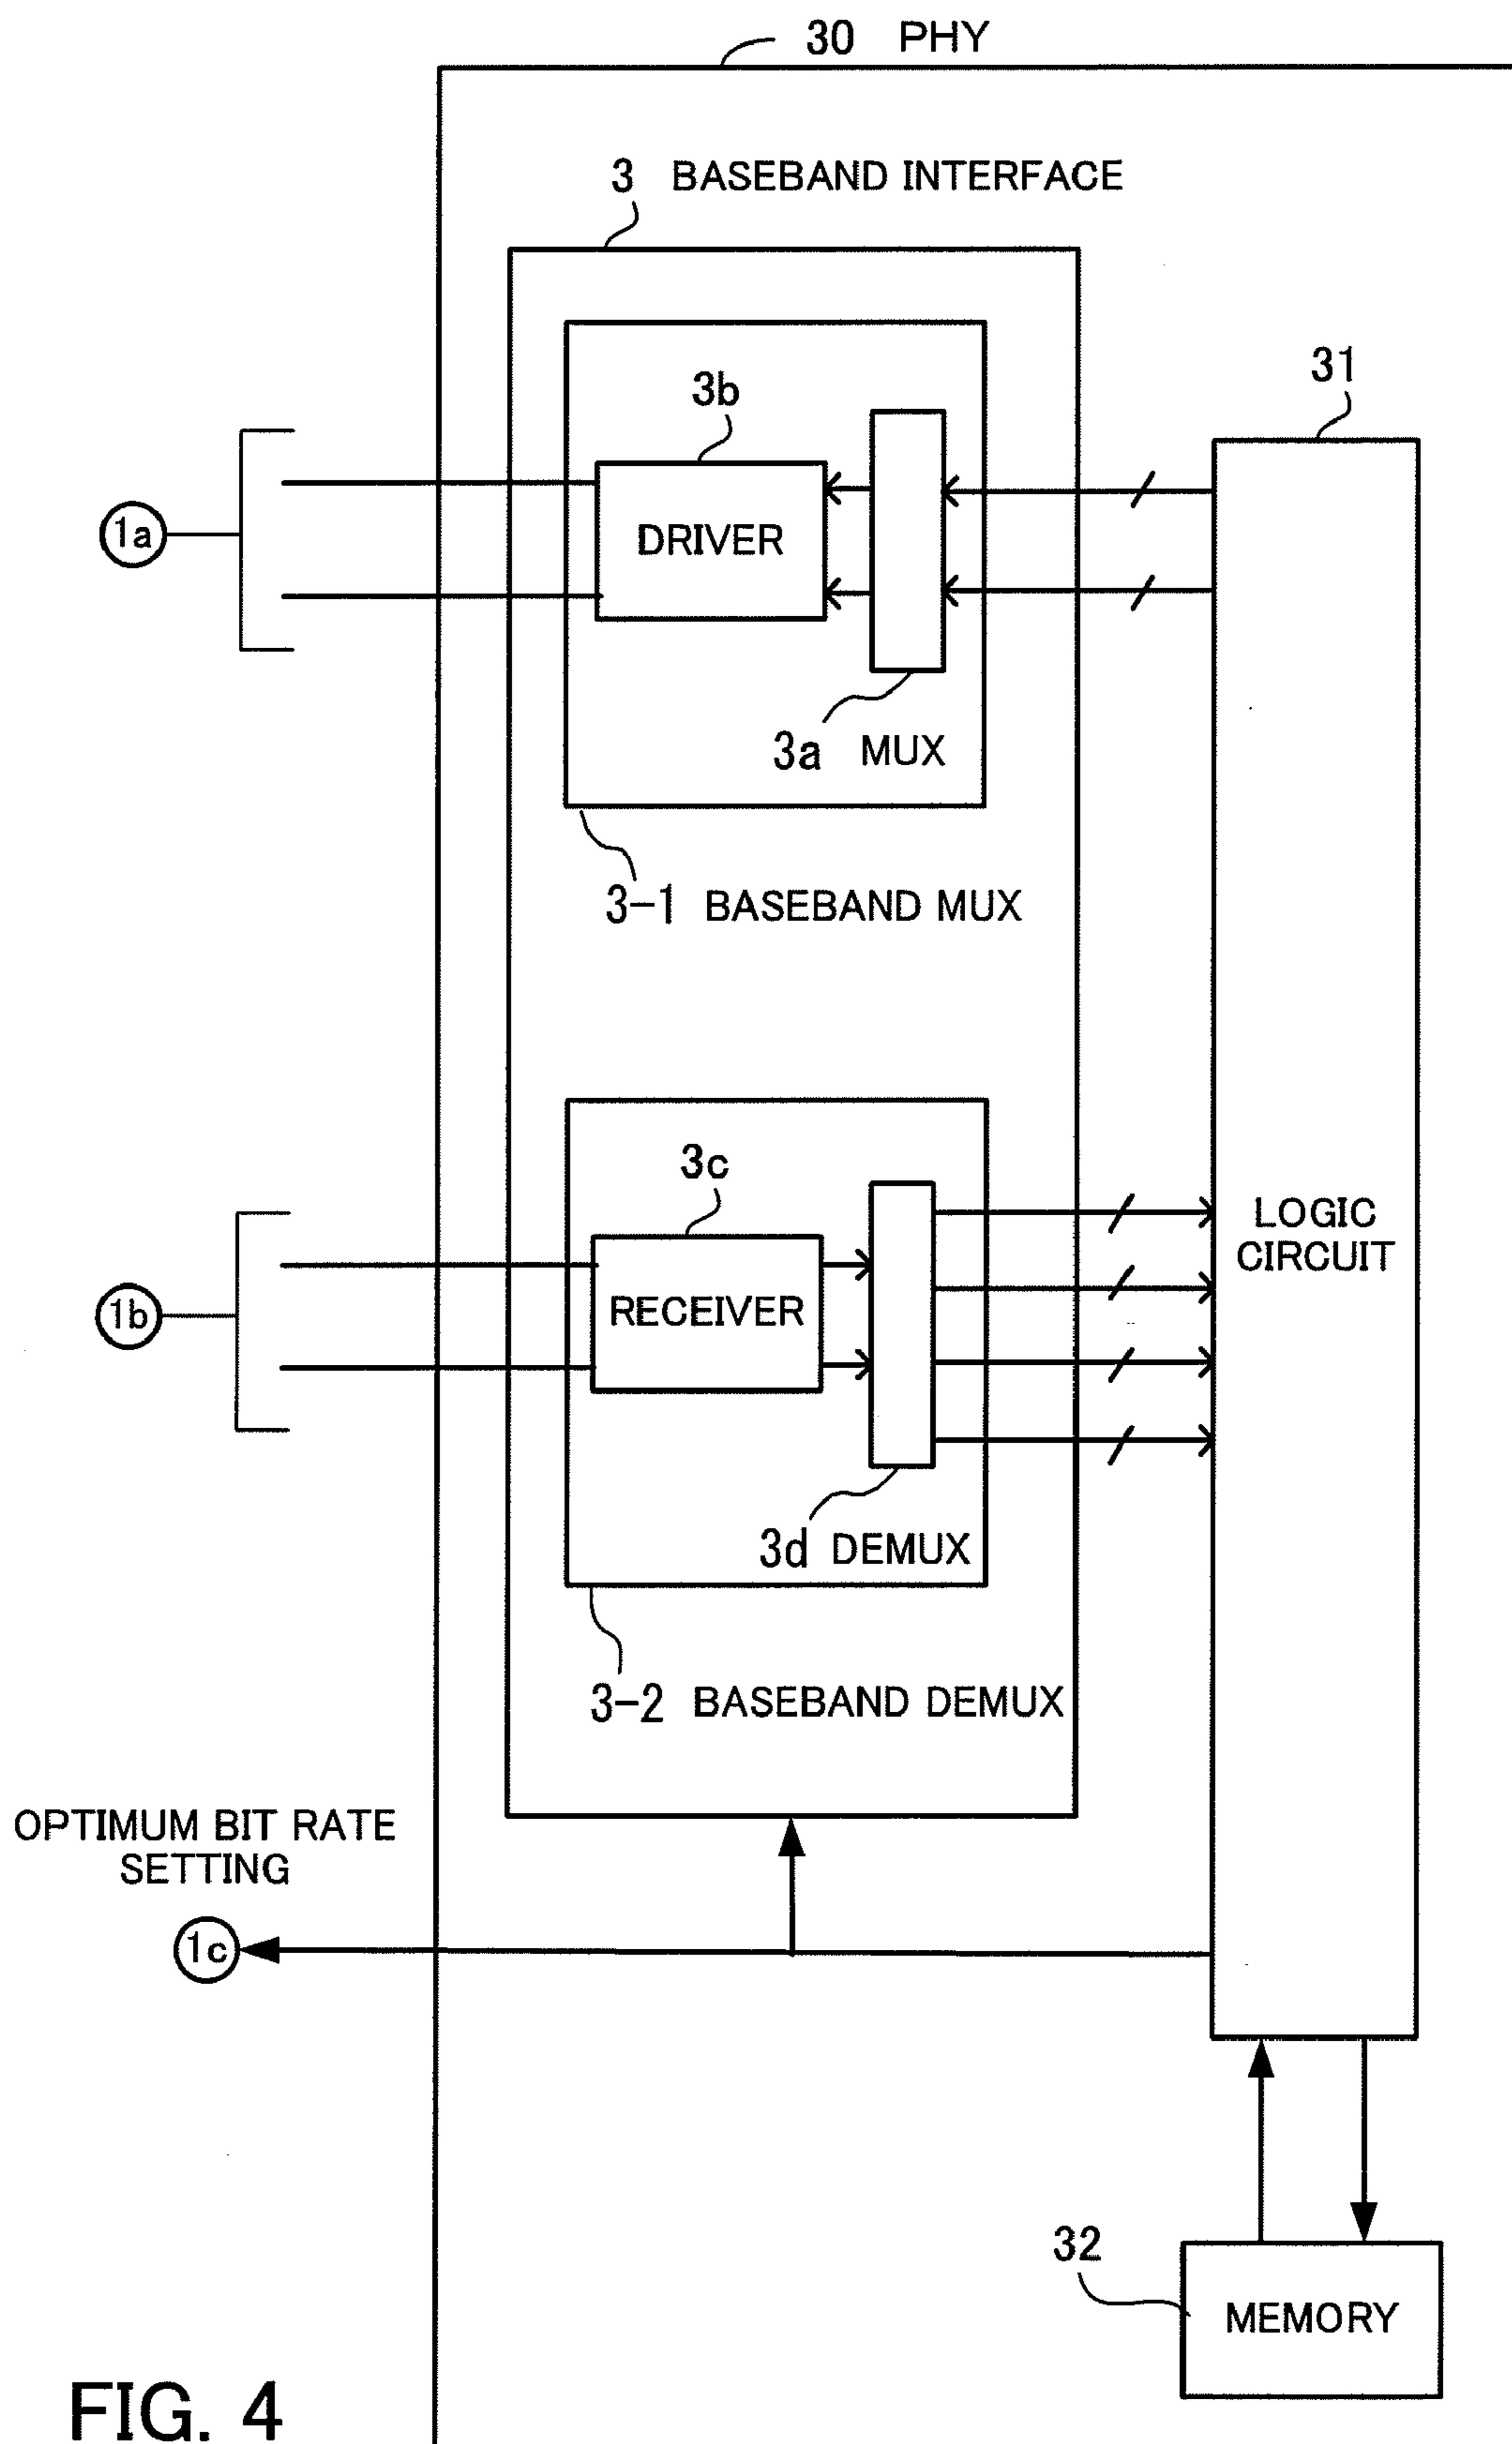 30 PHY
3 BASEBAND INTERFACE
31
3b
1a
DRIVER
3a MUX
3-1 BASEBAND MUX
3c
LOGIC
CIRCUIT
1b
RECEIVER
3d DEMUX
3-2 BASEBAND DEMUX
OPTIMUM BIT RATE
SETTING
1c
32
MEMORY
FIG. 4